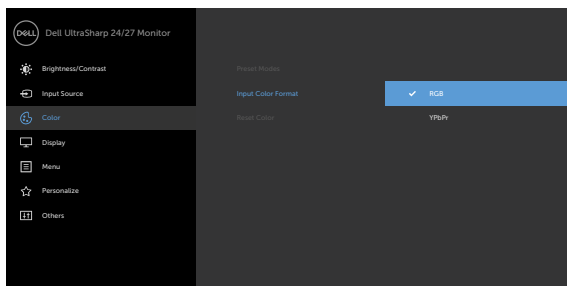 DELL Dell UltraSharp 24/27 Monitor
Brightness/Contrast
Preset Modes
Input Source
Input Color Format
RGB
Color
Reset Color
YPbPr
Display
Menu
Personalize
Others